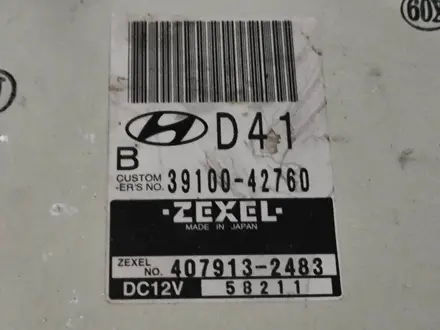 D41
B
CUSTOM
-ER'S NO. 39100-42760
·ZEXEL·
MADE IN JAPAN
ZEXEL
NO. 407913-2483
DC12V 58211